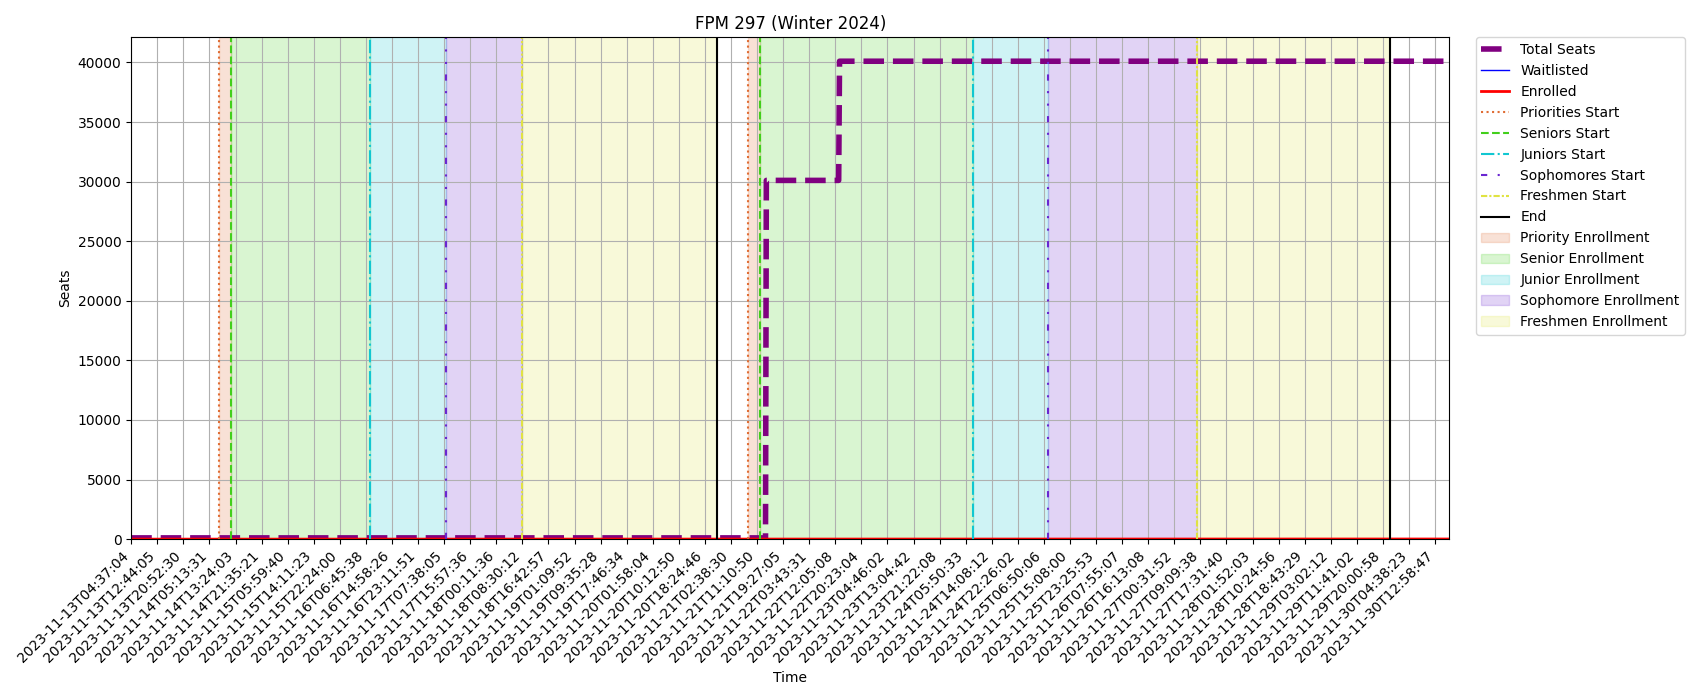 FPM 297 (Winter 2024)
Seats
40000
35000
30000
25000
20000
15000
10000
5000
0
2023-11-13T04:37:04
2023-11-13T12:44:05
2023-11-13T20:52:30
2023-11-14T05:13:31
2023-11-14T13:24:03
2023-11-14T21:35:21
2023-11-15T05:59:40
2023-11-15T14:11:23
2023-11-15T22:24:00
2023-11-16T06:45:38
2023-11-16T14:58:26
2023-11-16T23:11:51
2023-11-17T07:38:05
2023-11-17T15:57:36
2023-11-18T00:11:36
2023-11-18T08:30:12
2023-11-18T16:42:57
2023-11-19T01:09:52
2023-11-19T09:35:28
2023-11-19T17:46:34
2023-11-20T01:58:04
2023-11-20T10:12:50
2023-11-20T18:24:46
2023-11-21T02:38:30
2023-11-21T11:10:50
2023-11-21T19:27:05
2023-11-22T03:43:31
2023-11-22T12:05:08
2023-11-22T20:23:04
2023-11-23T04:46:02
2023-11-23T13:04:42
2023-11-23T21:22:08
2023-11-24T05:50:33
2023-11-24T14:08:12
2023-11-24T22:26:02
2023-11-25T06:50:06
2023-11-25T15:08:00
2023-11-25T23:25:53
2023-11-26T07:55:07
2023-11-26T16:13:08
2023-11-27T00:31:52
2023-11-27T09:09:38
2023-11-27T17:31:40
2023-11-28T01:52:03
2023-11-28T10:24:56
2023-11-28T18:43:29
2023-11-29T03:02:12
2023-11-29T11:41:02
2023-11-29T20:00:58
2023-11-30T04:38:23
2023-11-30T12:58:47
Time
Total Seats
Waitlisted
Enrolled
Priorities Start
Seniors Start
Juniors Start
Sophomores Start
Freshmen Start
End
Priority Enrollment
Senior Enrollment
Junior Enrollment
Sophomore Enrollment
Freshmen Enrollment